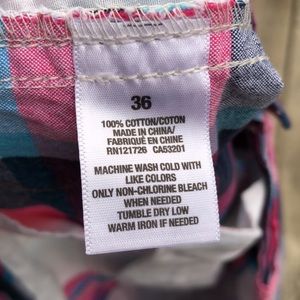 36
100% COTTON/COTON
MADE IN CHINA/
FABRIQUÉ EN CHINE
RN121726 CA53201
MACHINE WASH COLD WITH
LIKE COLORS
ONLY NON-CHLORINE BLEACH
WHEN NEEDED
TUMBLE DRY LOW
WARM IRON IF NEEDED